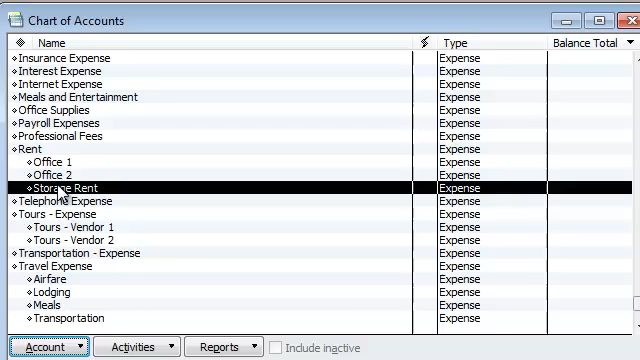 Chart of Accounts
Name Type Balance Total
Insurance Expense Expense
Interest Expense Expense
Internet Expense Expense
Meals and Entertainment Expense
Office Supplies Expense
Payroll Expenses Expense
Professional Fees Expense
Rent Expense
Office 1 Expense
Office 2 Expense
Storage Rent Expense
Telephone Expense Expense
Tours - Expense Expense
Tours - Vendor 1 Expense
Tours - Vendor 2 Expense
Transportation - Expense Expense
Travel Expense Expense
Airfare Expense
Lodging Expense
Meals Expense
Transportation Expense
Account Activities Reports Include inactive